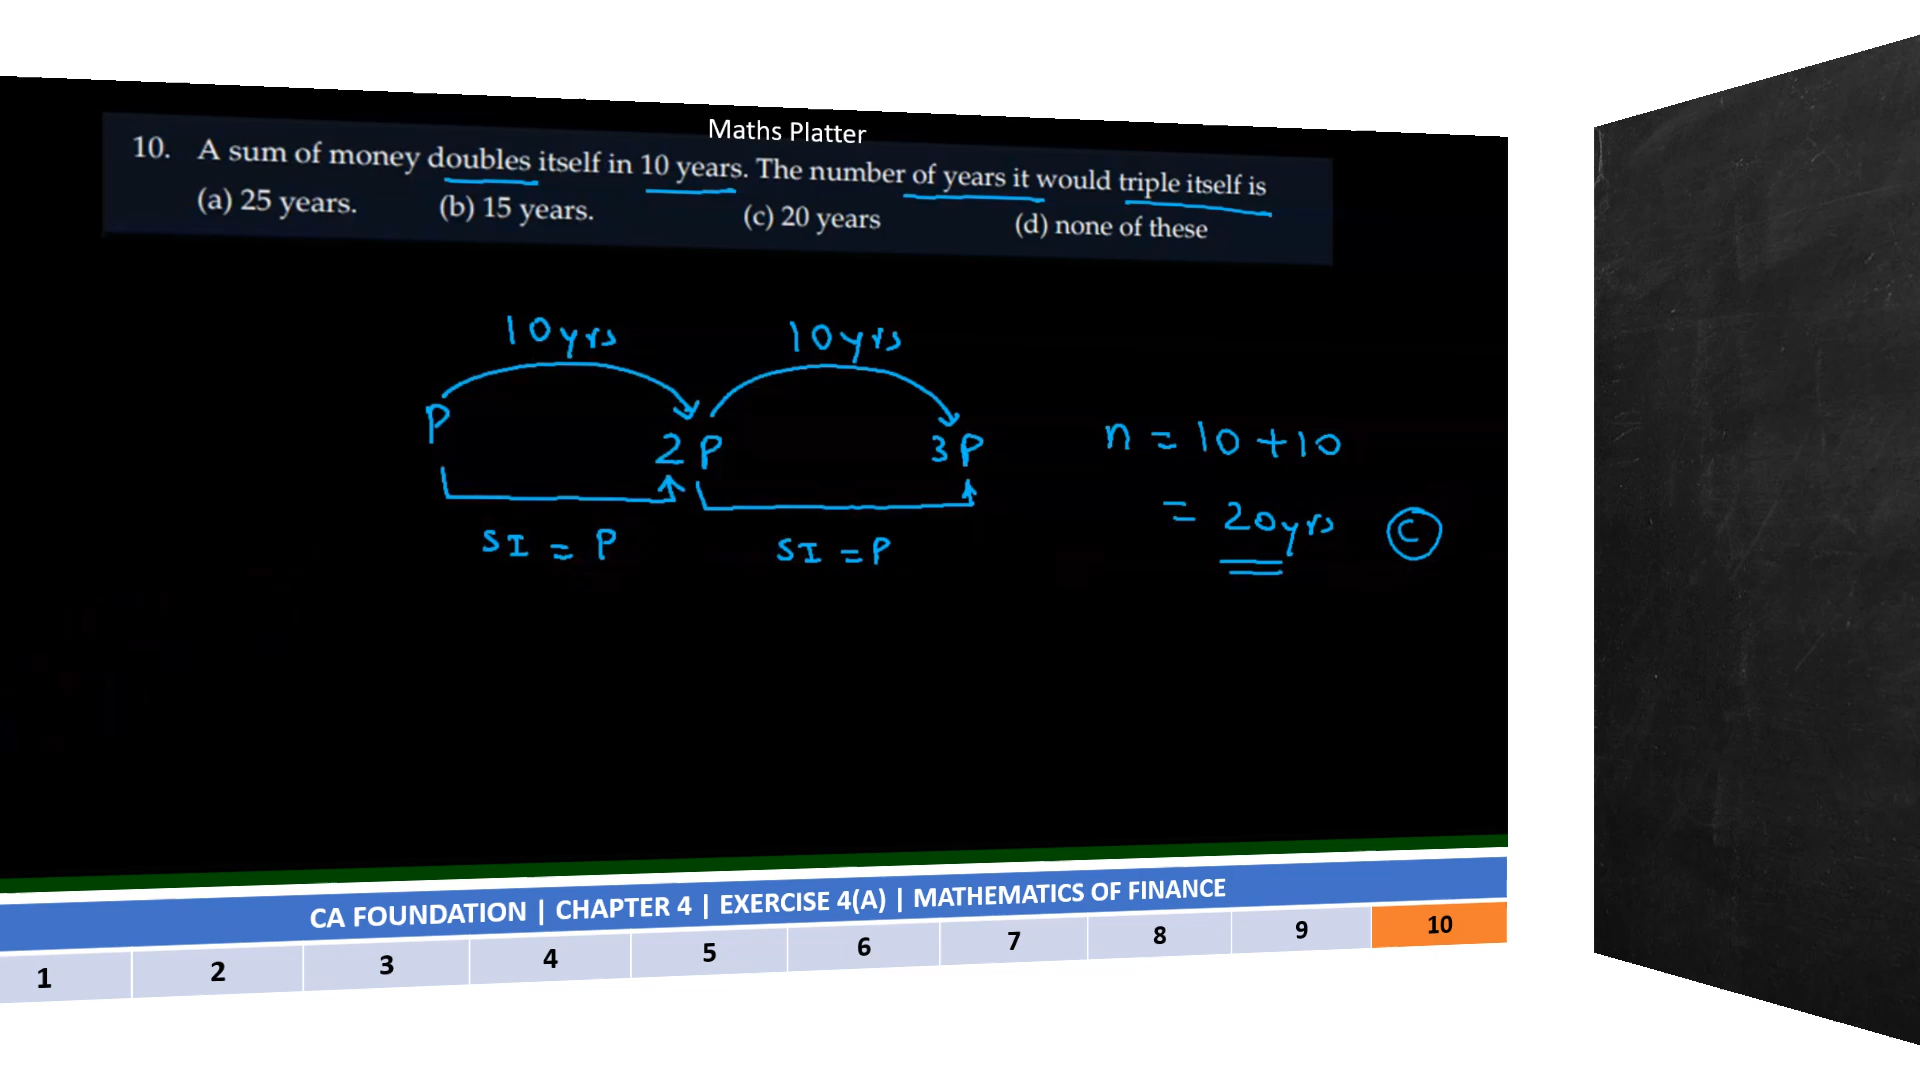 Maths Platter
10. A sum of money doubles itself in 10 years. The number of years it would triple itself is
(a) 25 years. (b) 15 years. (c) 20 years (d) none of these
10yrs 10yrs
P 2P 3P
SI = P SI = P
n = 10 + 10
= 20yrs C
CA FOUNDATION | CHAPTER 4 | EXERCISE 4(A) | MATHEMATICS OF FINANCE
1 2 3 4 5 6 7 8 9 10